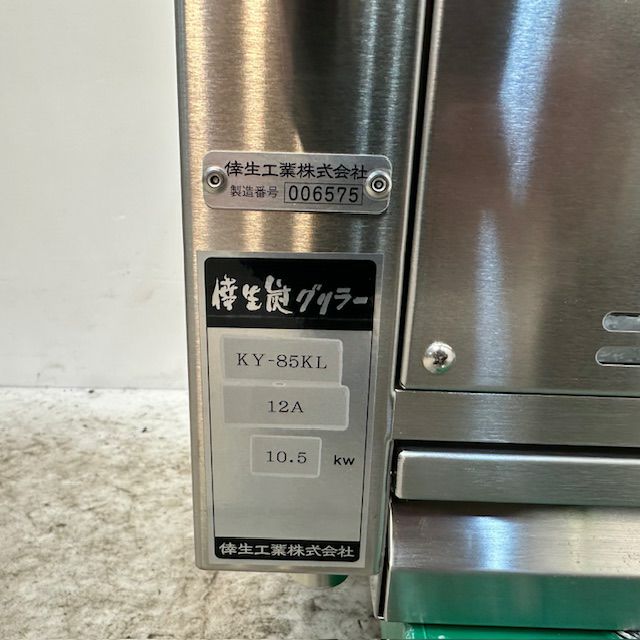 倖生工業株式会社
製造番号 006575
倖生炭グリラー
KY-85KL
12A
10.5 kw
倖生工業株式会社